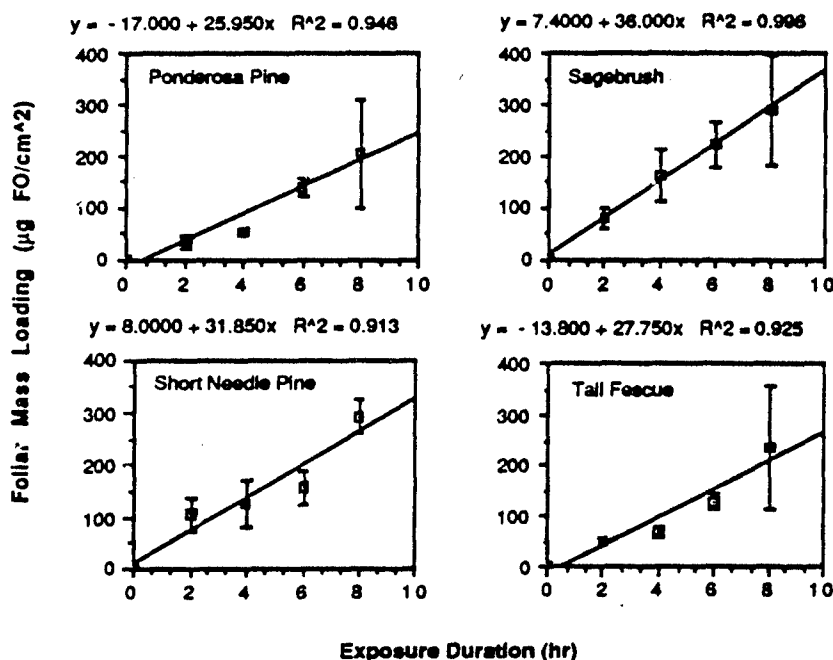 y = - 17.000 + 25.950x R^2 = 0.946
y = 7.4000 + 36.000x R^2 = 0.996
Ponderosa Pine
400
300
200
100
0
0 2 4 6 8 10
Sagebrush
400
300
200
100
0
0 2 4 6 8 10
y = 8.0000 + 31.850x R^2 = 0.913
y = - 13.800 + 27.750x R^2 = 0.925
Short Needle Pine
400
300
200
100
0
0 2 4 6 8 10
Tall Fescue
400
300
200
100
0
0 2 4 6 8 10
Foliar Mass Loading (µg FO/cm^2)
Exposure Duration (hr)